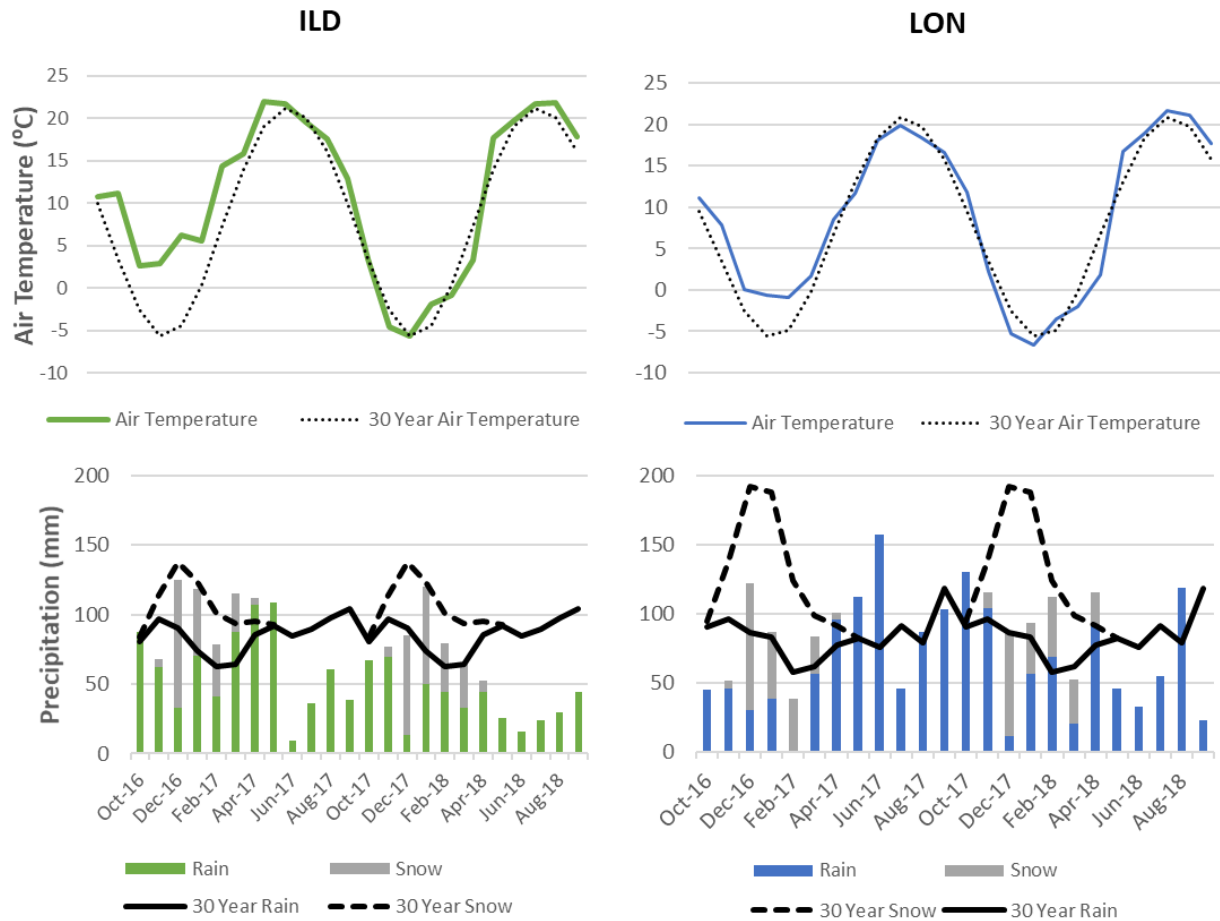 ILD
LON
Air Temperature (⁰C)
25
20
15
10
5
0
-5
-10
25
20
15
10
5
0
-5
-10
Air Temperature
30 Year Air Temperature
Air Temperature
30 Year Air Temperature
Precipitation (mm)
200
150
100
50
0
Oct-16
Dec-16
Feb-17
Apr-17
Jun-17
Aug-17
Oct-17
Dec-17
Feb-18
Apr-18
Jun-18
Aug-18
Rain
Snow
30 Year Rain
30 Year Snow
200
150
100
50
0
Oct-16
Dec-16
Feb-17
Apr-17
Jun-17
Aug-17
Oct-17
Dec-17
Feb-18
Apr-18
Jun-18
Aug-18
Rain
Snow
30 Year Snow
30 Year Rain